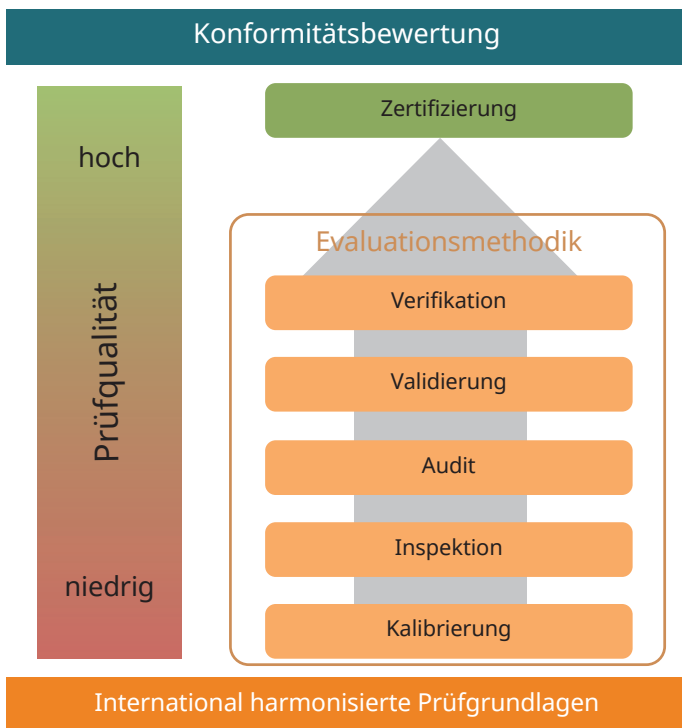 Konformitätsbewertung
hoch
Prüfqualität
niedrig
Zertifizierung
Evaluationsmethodik
Verifikation
Validierung
Audit
Inspektion
Kalibrierung
International harmonisierte Prüfgrundlagen